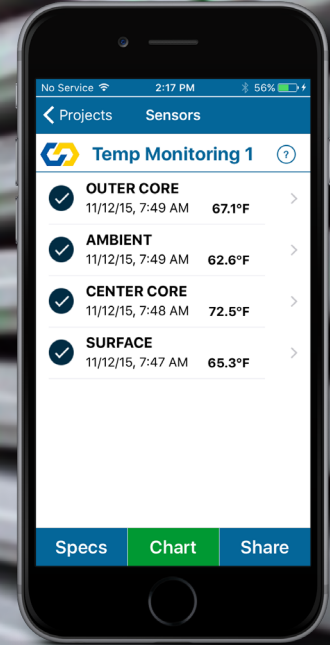 No Service 2:17 PM 56%
Projects Sensors
Temp Monitoring 1 ?
OUTER CORE
11/12/15, 7:49 AM 67.1°F
AMBIENT
11/12/15, 7:49 AM 62.6°F
CENTER CORE
11/12/15, 7:48 AM 72.5°F
SURFACE
11/12/15, 7:47 AM 65.3°F
Specs Chart Share